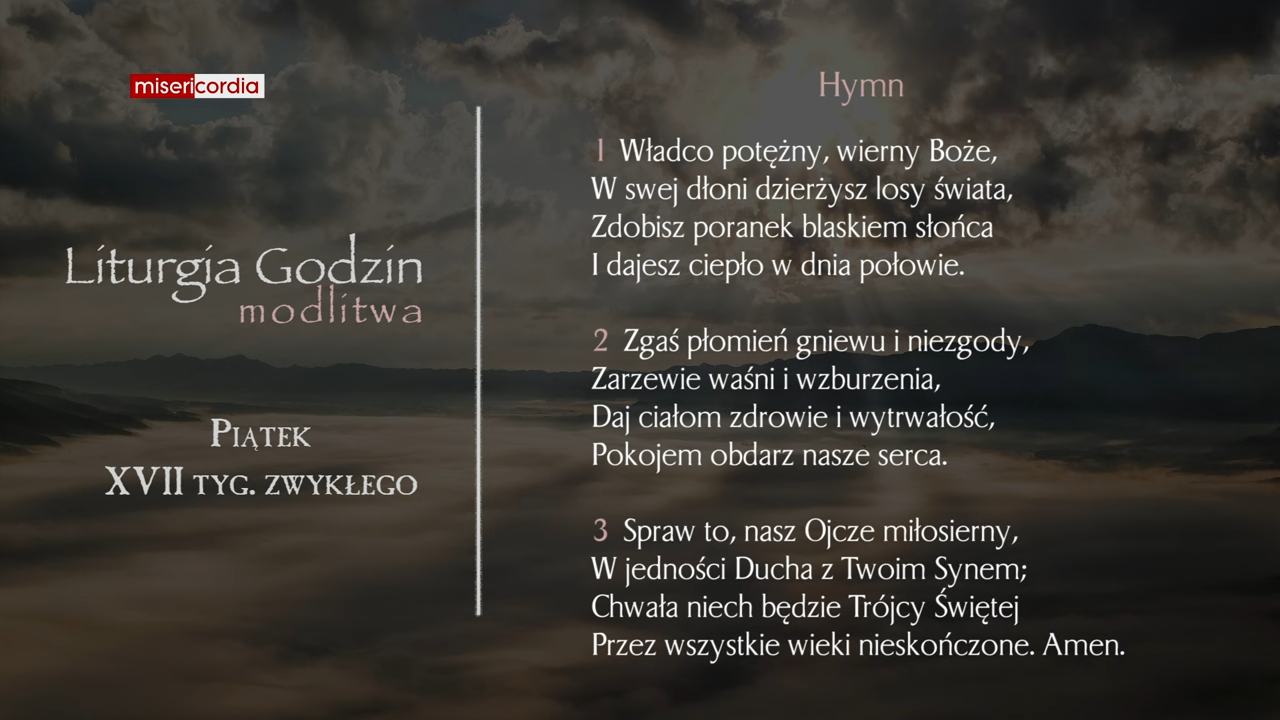 misericordia
Liturgia Godzin
modlitwa
Piątek
XVII tyg. zwykłego
Hymn
1 Władco potężny, wierny Boże,
W swej dłoni dzierżysz losy świata,
Zdobisz poranek blaskiem słońca
I dajesz ciepło w dnia połowie.
2 Zgaś płomień gniewu i niezgody,
Zarzewie waśni i wzburzenia,
Daj ciałom zdrowie i wytrwałość,
Pokojem obdarz nasze serca.
3 Spraw to, nasz Ojcze miłosierny,
W jedności Ducha z Twoim Synem;
Chwała niech będzie Trójcy Świętej
Przez wszystkie wieki nieskończone. Amen.